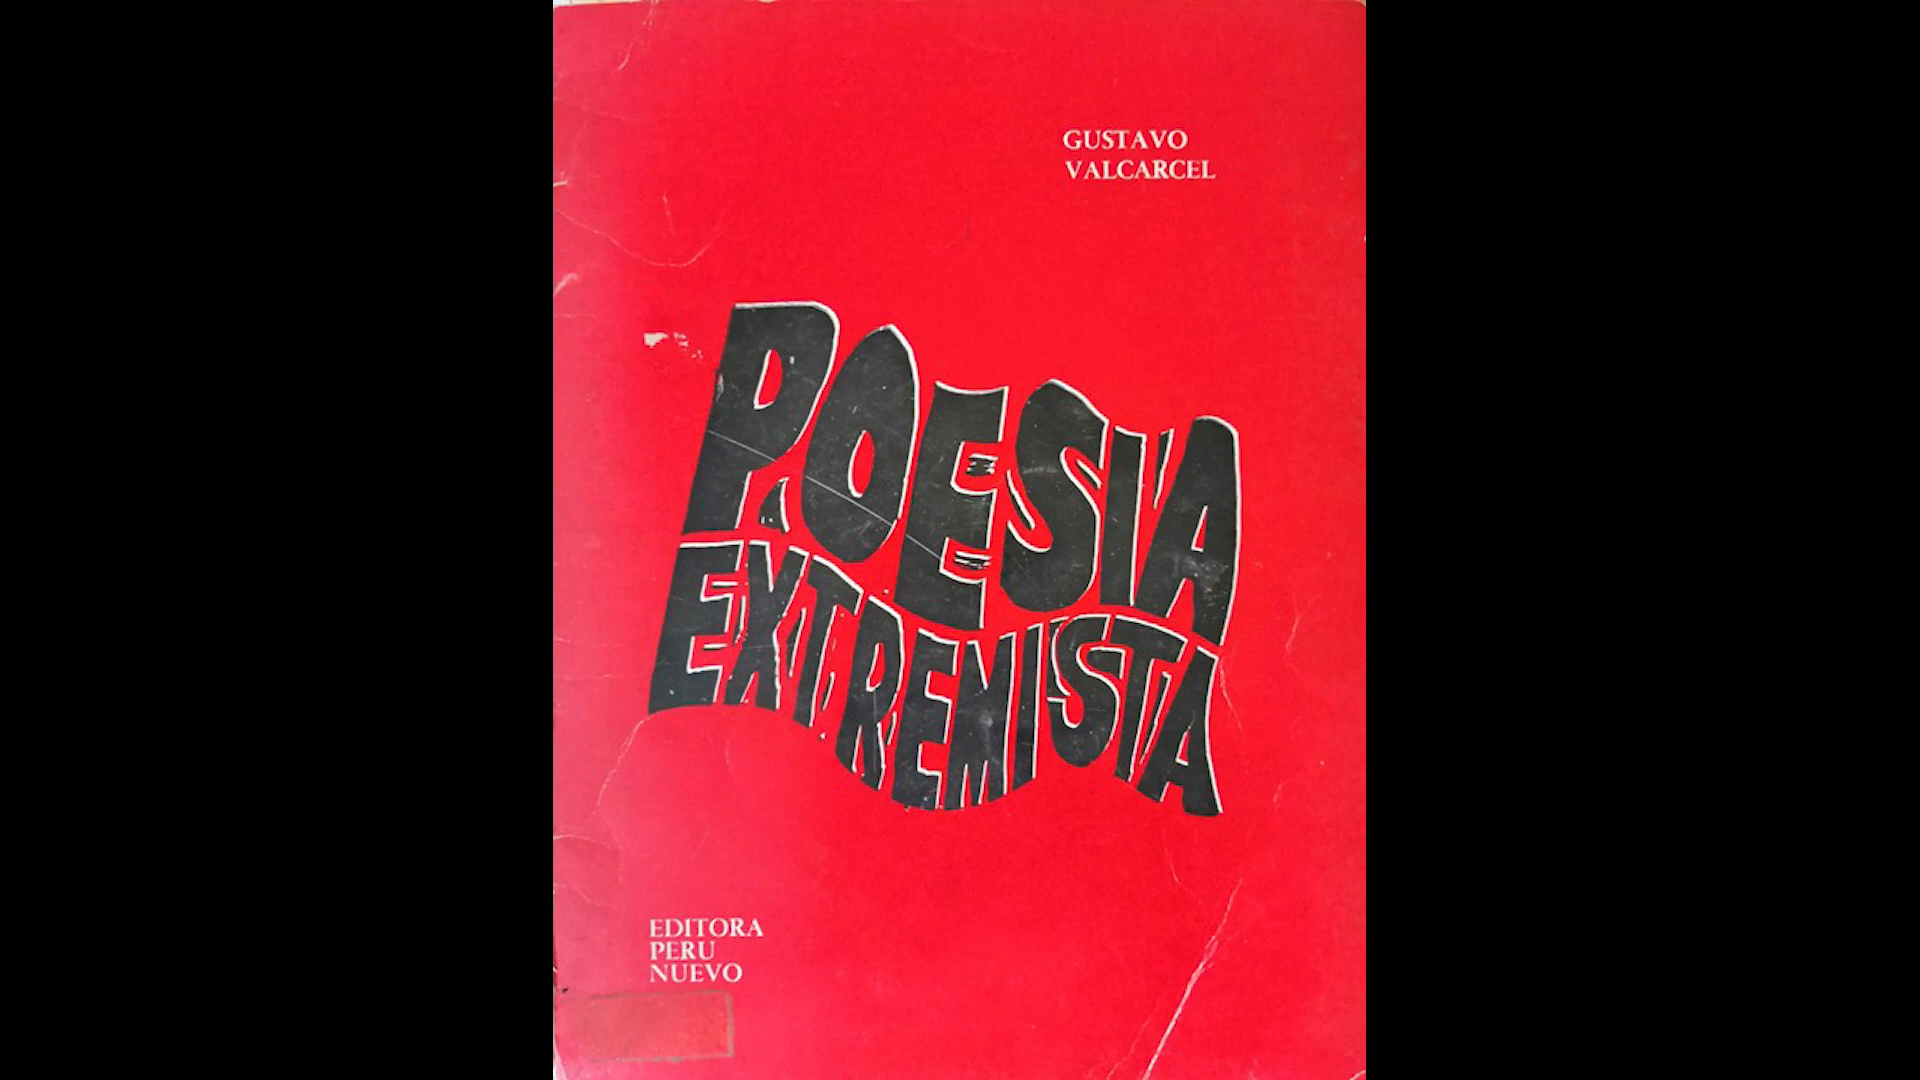 GUSTAVO
VALCARCEL
POESIA
EXTREMISTA
EDITORA
PERU
NUEVO